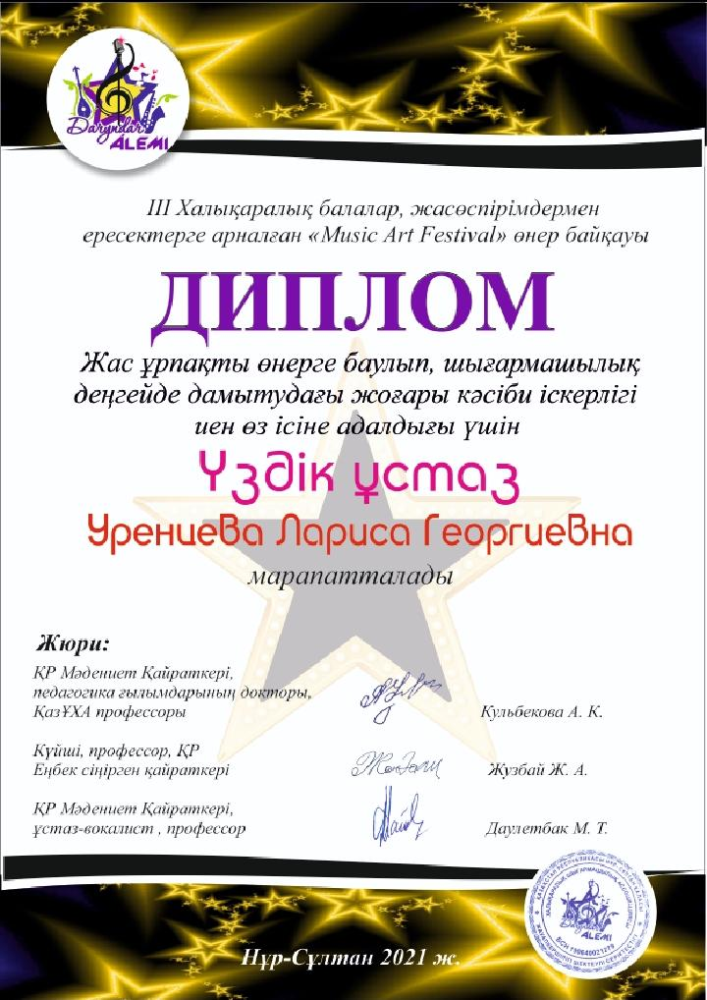 Daryndar
ALEMI
III Халықаралық балалар, жасөспірімдермен
ересектерге арналған «Music Art Festival» өнер байқауы
ДИПЛОМ
Жас ұрпақты өнерге баулып, шығармашылық
деңгейде дамытудағы жоғары кәсіби іскерлігі
иен өз ісіне адалдығы үшін
Үздік ұстаз
Урениева Лариса Георгиевна
марапатталады
Жюри:
ҚР Мәдениет Қайраткері,
педагогика ғылымдарының докторы,
ҚазҰХА профессоры
Кульбекова А. К.
Күйші, профессор, ҚР
Еңбек сіңірген қайраткері
Жузбай Ж. А.
ҚР Мәдениет Қайраткері,
ұстаз-вокалист , профессор
Даулетбак М. Т.
Daryndar
ALEMI
Нұр-Сұлтан 2021 ж.